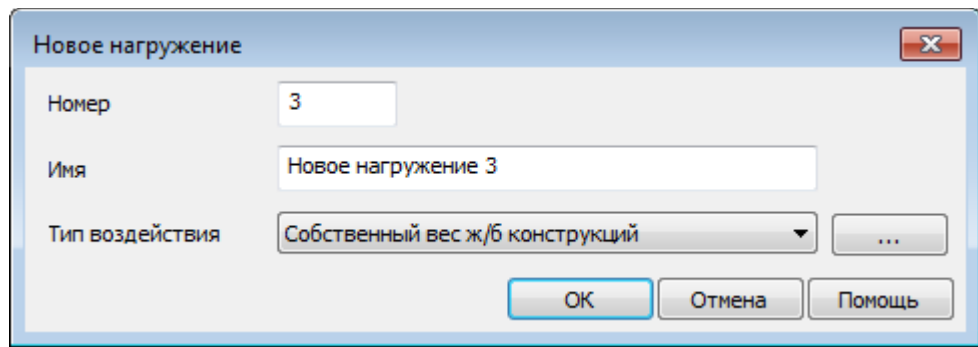 Новое нагружение
Номер 3
Имя Новое нагружение 3
Тип воздействия Собственный вес ж/б конструкций ...
ОК Отмена Помощь